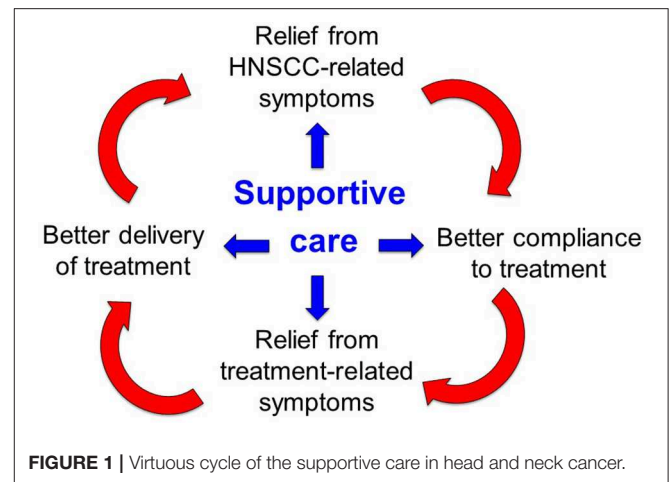 Relief from
HNSCC-related
symptoms
Supportive
care
Better delivery
of treatment
Better compliance
to treatment
Relief from
treatment-related
symptoms
FIGURE 1 | Virtuous cycle of the supportive care in head and neck cancer.